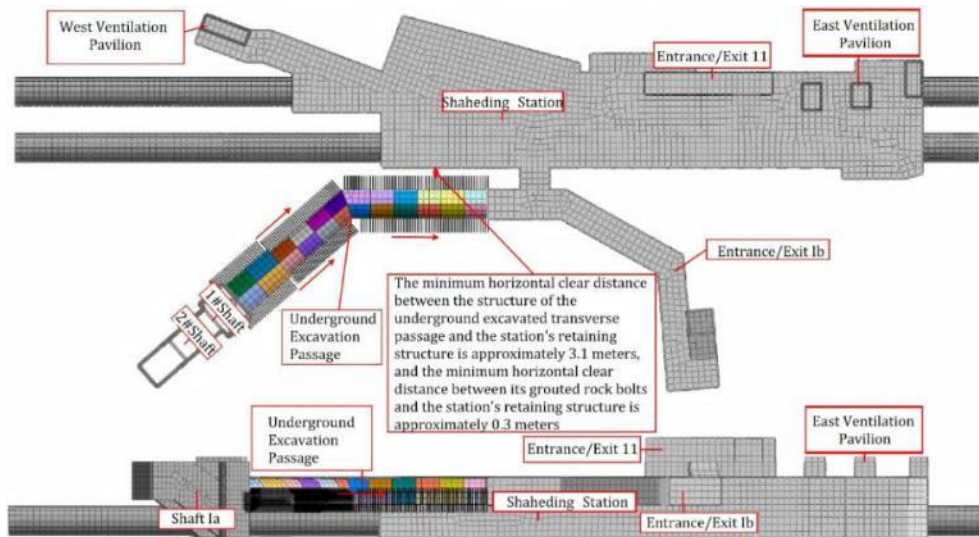 West Ventilation
Pavilion
East Ventilation
Pavilion
Entrance/Exit 11
Shaheding Station
Entrance/Exit Ib
1#Shaft
2#Shaft
Underground
Excavation
Passage
The minimum horizontal clear distance
between the structure of the
underground excavated transverse
passage and the station's retaining
structure is approximately 3.1 meters,
and the minimum horizontal clear
distance between its grouted rock bolts
and the station's retaining structure is
approximately 0.3 meters
Underground
Excavation
Passage
East Ventilation
Pavilion
Entrance/Exit 11
Shaheding Station
Shaft Ia
Entrance/Exit Ib